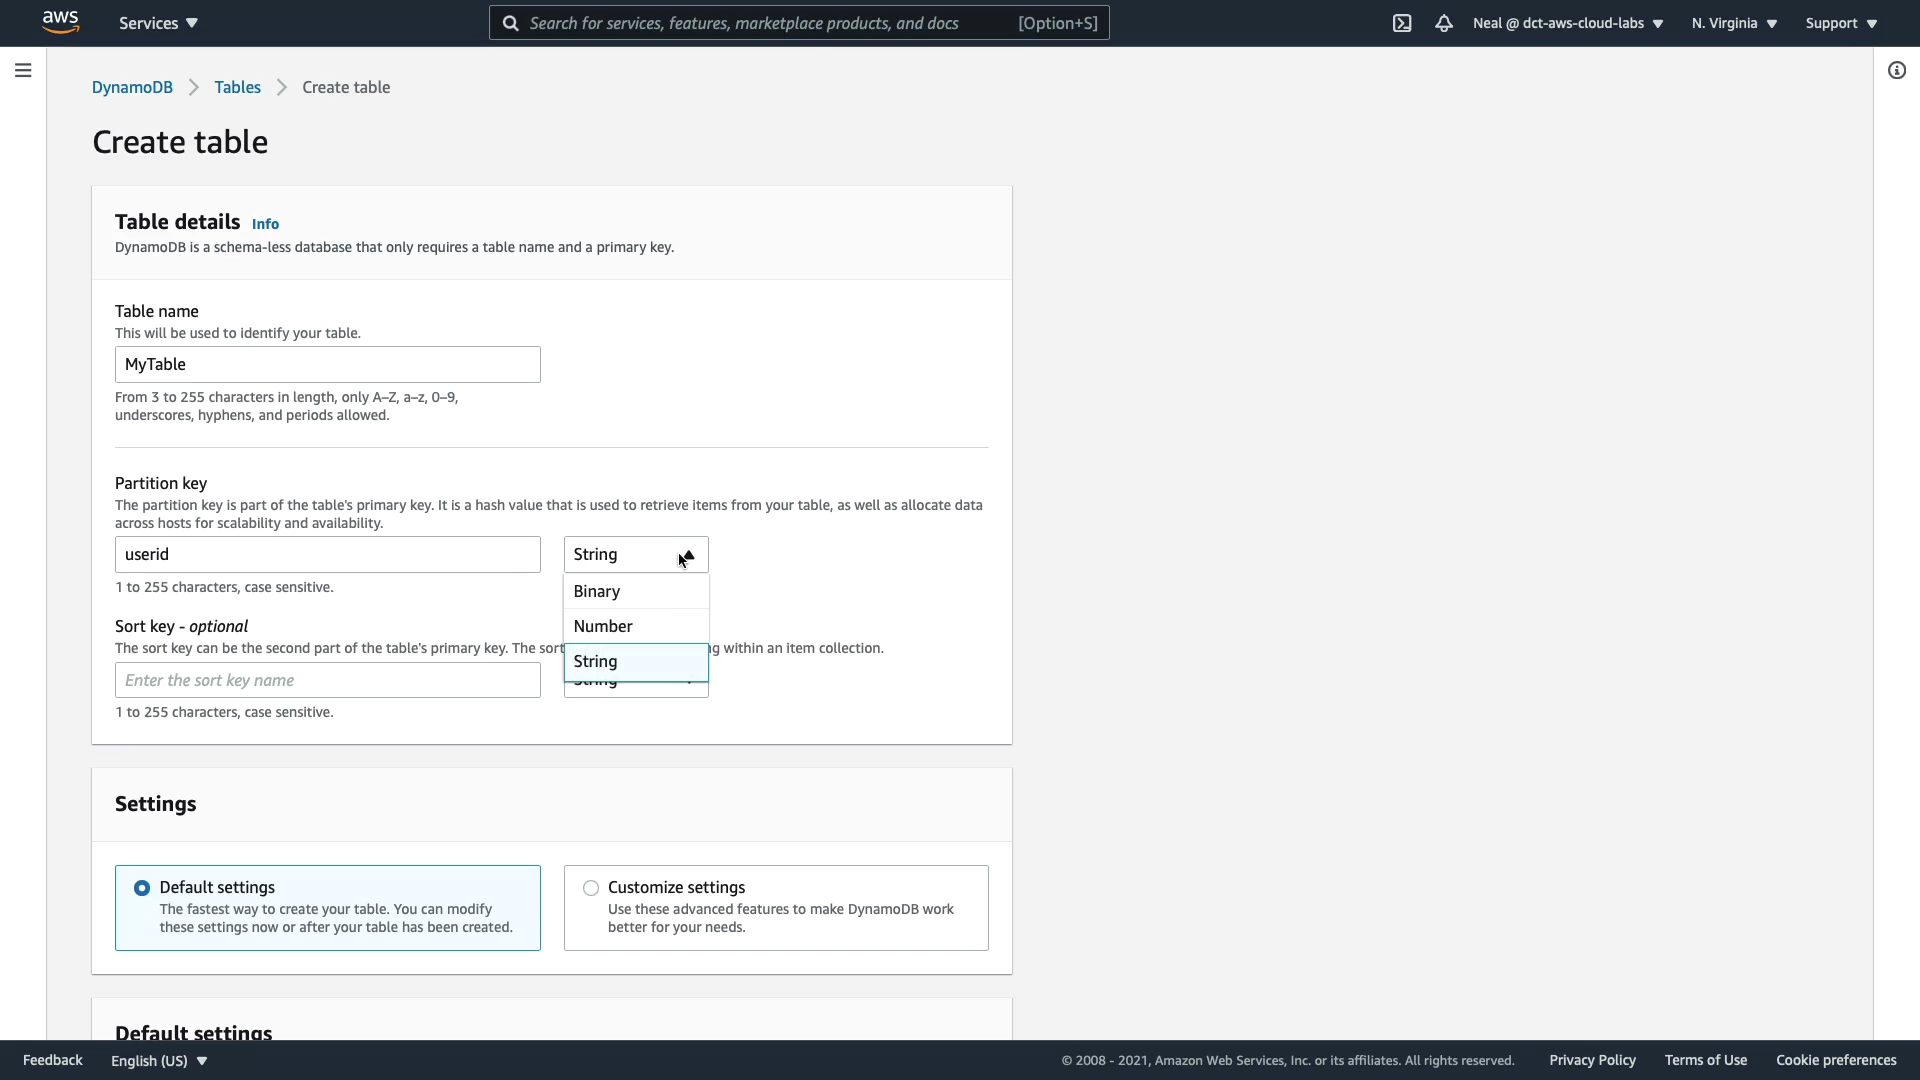 aws
Services
Search for services, features, marketplace products, and docs
[Option+S]
Neal @ dct-aws-cloud-labs
N. Virginia
Support
DynamoDB
Tables
Create table
Create table
Table details
Info
DynamoDB is a schema-less database that only requires a table name and a primary key.
Table name
This will be used to identify your table.
MyTable
From 3 to 255 characters in length, only A–Z, a–z, 0–9,
underscores, hyphens, and periods allowed.
Partition key
The partition key is part of the table's primary key. It is a hash value that is used to retrieve items from your table, as well as allocate data
across hosts for scalability and availability.
userid
String
1 to 255 characters, case sensitive.
Binary
Number
String
Sort key - optional
The sort key can be the second part of the table's primary key. The sort g within an item collection.
Enter the sort key name
String
1 to 255 characters, case sensitive.
Settings
Default settings
The fastest way to create your table. You can modify
these settings now or after your table has been created.
Customize settings
Use these advanced features to make DynamoDB work
better for your needs.
Default settings
Feedback
English (US)
© 2008 - 2021, Amazon Web Services, Inc. or its affiliates. All rights reserved.
Privacy Policy
Terms of Use
Cookie preferences